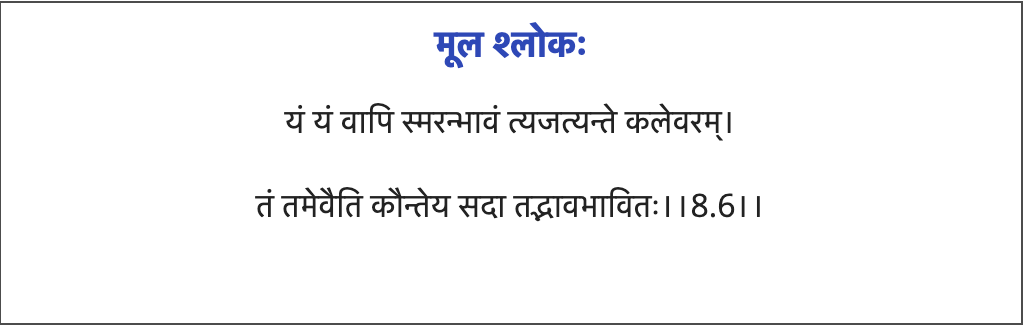 मूल श्लोकः
यं यं वापि स्मरन्भावं त्यजत्यन्ते कलेवरम्।
तं तमेवैति कौन्तेय सदा तद्भावभावितः।।8.6।।